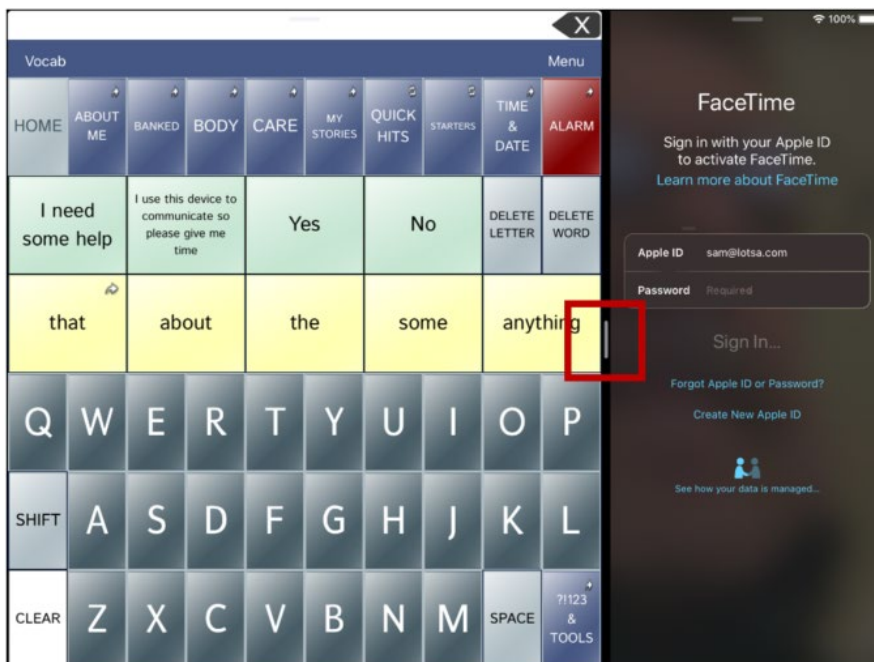 100%
X
Vocab
Menu
HOME
ABOUT
ME
BANKED
BODY
CARE
MY
STORIES
QUICK
HITS
STARTERS
TIME
&
DATE
ALARM
I need
some help
I use this device to
communicate so
please give me
time
Yes
No
DELETE
LETTER
DELETE
WORD
that
about
the
some
anything
Q W E R T Y U I O P
SHIFT
A S D F G H J K L
CLEAR
Z X C V B N M
SPACE
?!123
&
TOOLS
FaceTime
Sign in with your Apple ID
to activate FaceTime.
Learn more about FaceTime
Apple ID sam@lotsa.com
Password Required
Sign In...
Forgot Apple ID or Password?
Create New Apple ID
See how your data is managed...